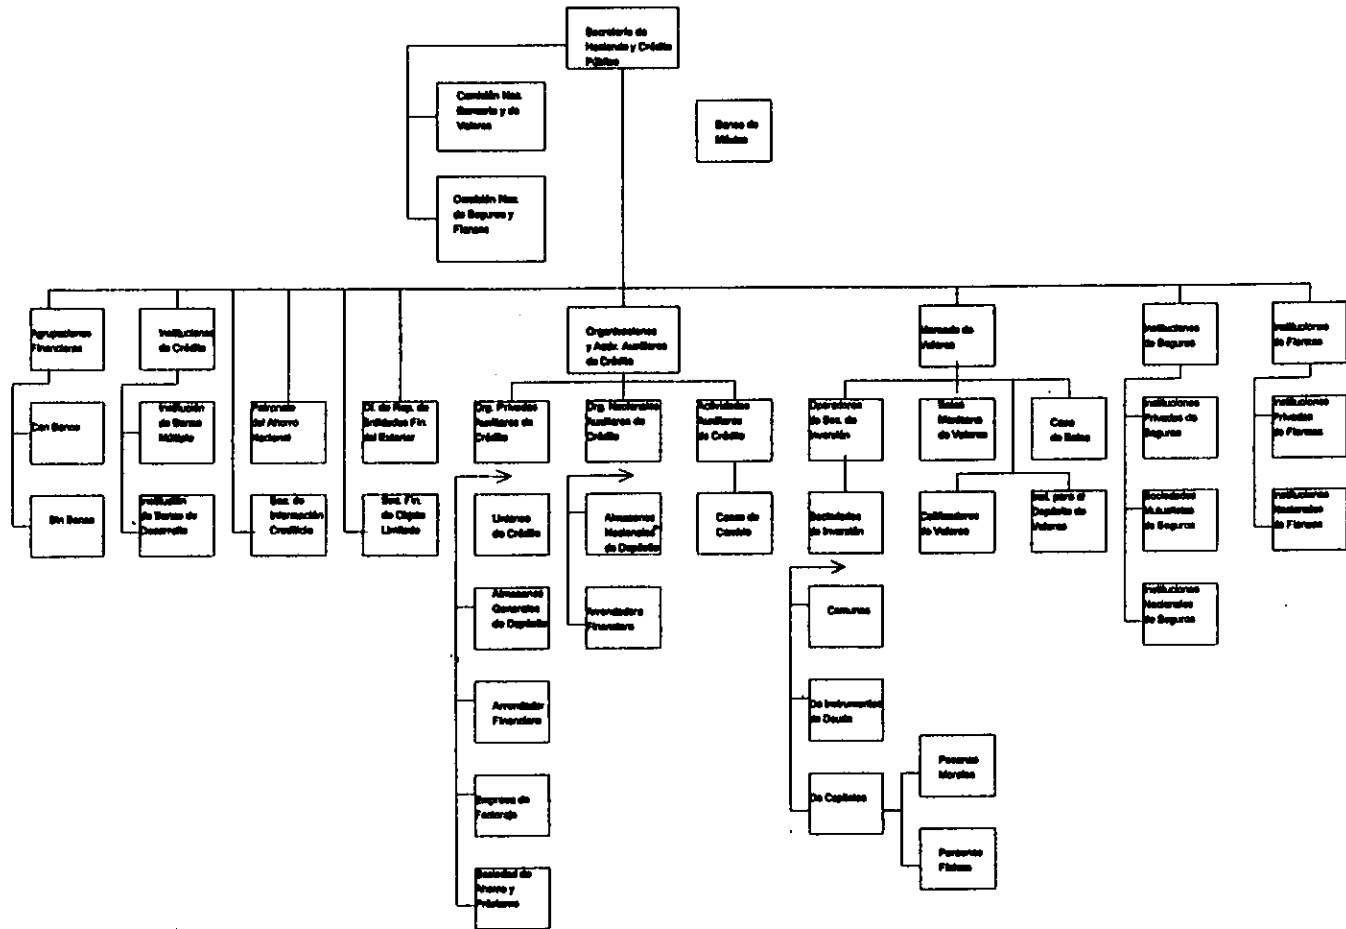 Secretaría de
Hacienda y Crédito
Público
Comisión Nac.
Bancaria y de
Valores
Banco de
México
Comisión Nac.
de Seguros y
Fianzas
Agrupaciones
Financieras
Instituciones
de Crédito
Organizaciones
y Activ. Auxiliares
de Crédito
Mercado de
Valores
Instituciones
de Seguros
Instituciones
de Fianzas
Con Banco
Institución
de Banca
Múltiple
Patronato
del Ahorro
Nacional
Of. de Rep. de
Entidades Fin.
del Exterior
Org. Privadas
Auxiliares de
Crédito
Org. Nacionales
Auxiliares de
Crédito
Actividades
Auxiliares
de Crédito
Operadores
de Soc. de
Inversión
Bolsa
Mexicana
de Valores
Casa
de Bolsa
Instituciones
Privadas de
Seguros
Instituciones
Privadas
de Fianzas
Sin Banco
Institución
de Banca de
Desarrollo
Soc. de
Información
Crediticia
Soc. Fin.
de Objeto
Limitado
Uniones
de Crédito
Almacenes
Nacionales
de Depósito
Casas de
Cambio
Sociedades
de Inversión
Calificadoras
de Valores
Inst. para el
Depósito de
Valores
Sociedades
Mutualistas
de Seguros
Instituciones
Nacionales
de Fianzas
Almacenes
Generales
de Depósito
Arrendadora
Financiera
Comunes
Instituciones
Nacionales
de Seguros
Arrendador
Financiera
De Instrumentos
de Deuda
Empresa de
Factoraje
De Capitales
Personas
Morales
Sociedad de
Ahorro y
Préstamo
Personas
Físicas